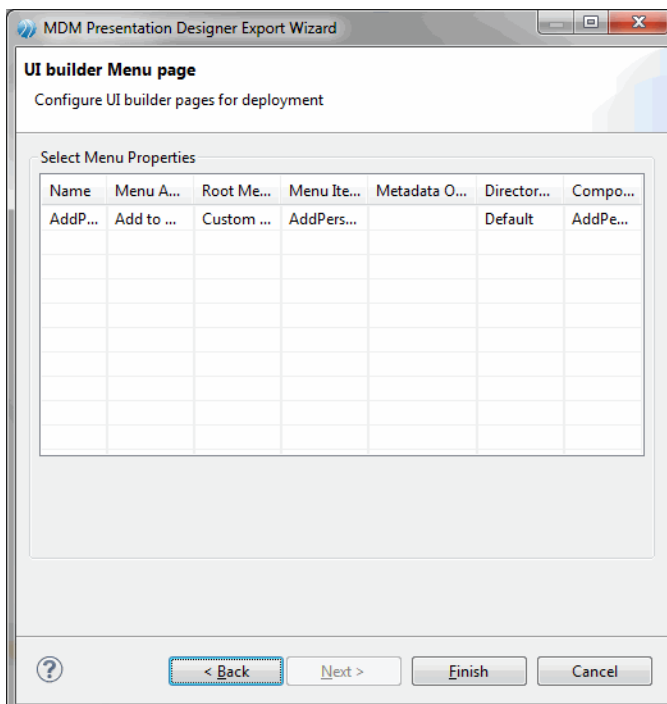 MDM Presentation Designer Export Wizard
UI builder Menu page
Configure UI builder pages for deployment
Select Menu Properties
Name Menu A... Root Me... Menu Ite... Metadata O... Director... Compo...
AddP... Add to ... Custom ... AddPers... Default AddPe...
?
< Back Next > Finish Cancel